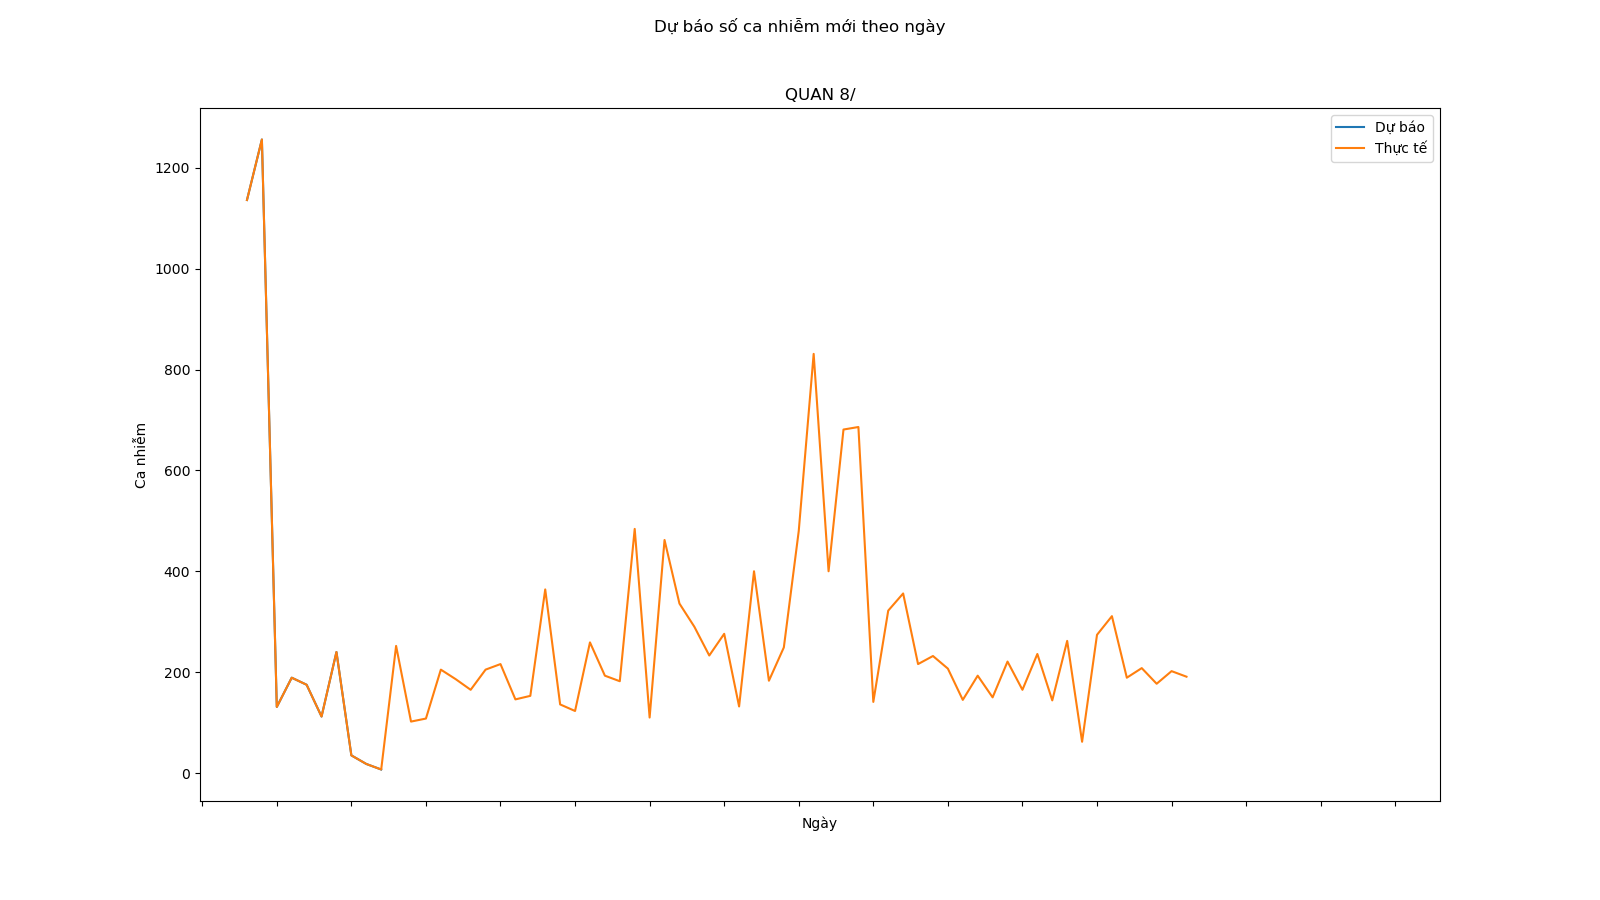 Dự báo số ca nhiễm mới theo ngày
QUAN 8/
Dự báo
Thực tế
1200
1000
800
600
400
200
0
Ca nhiễm
Ngày